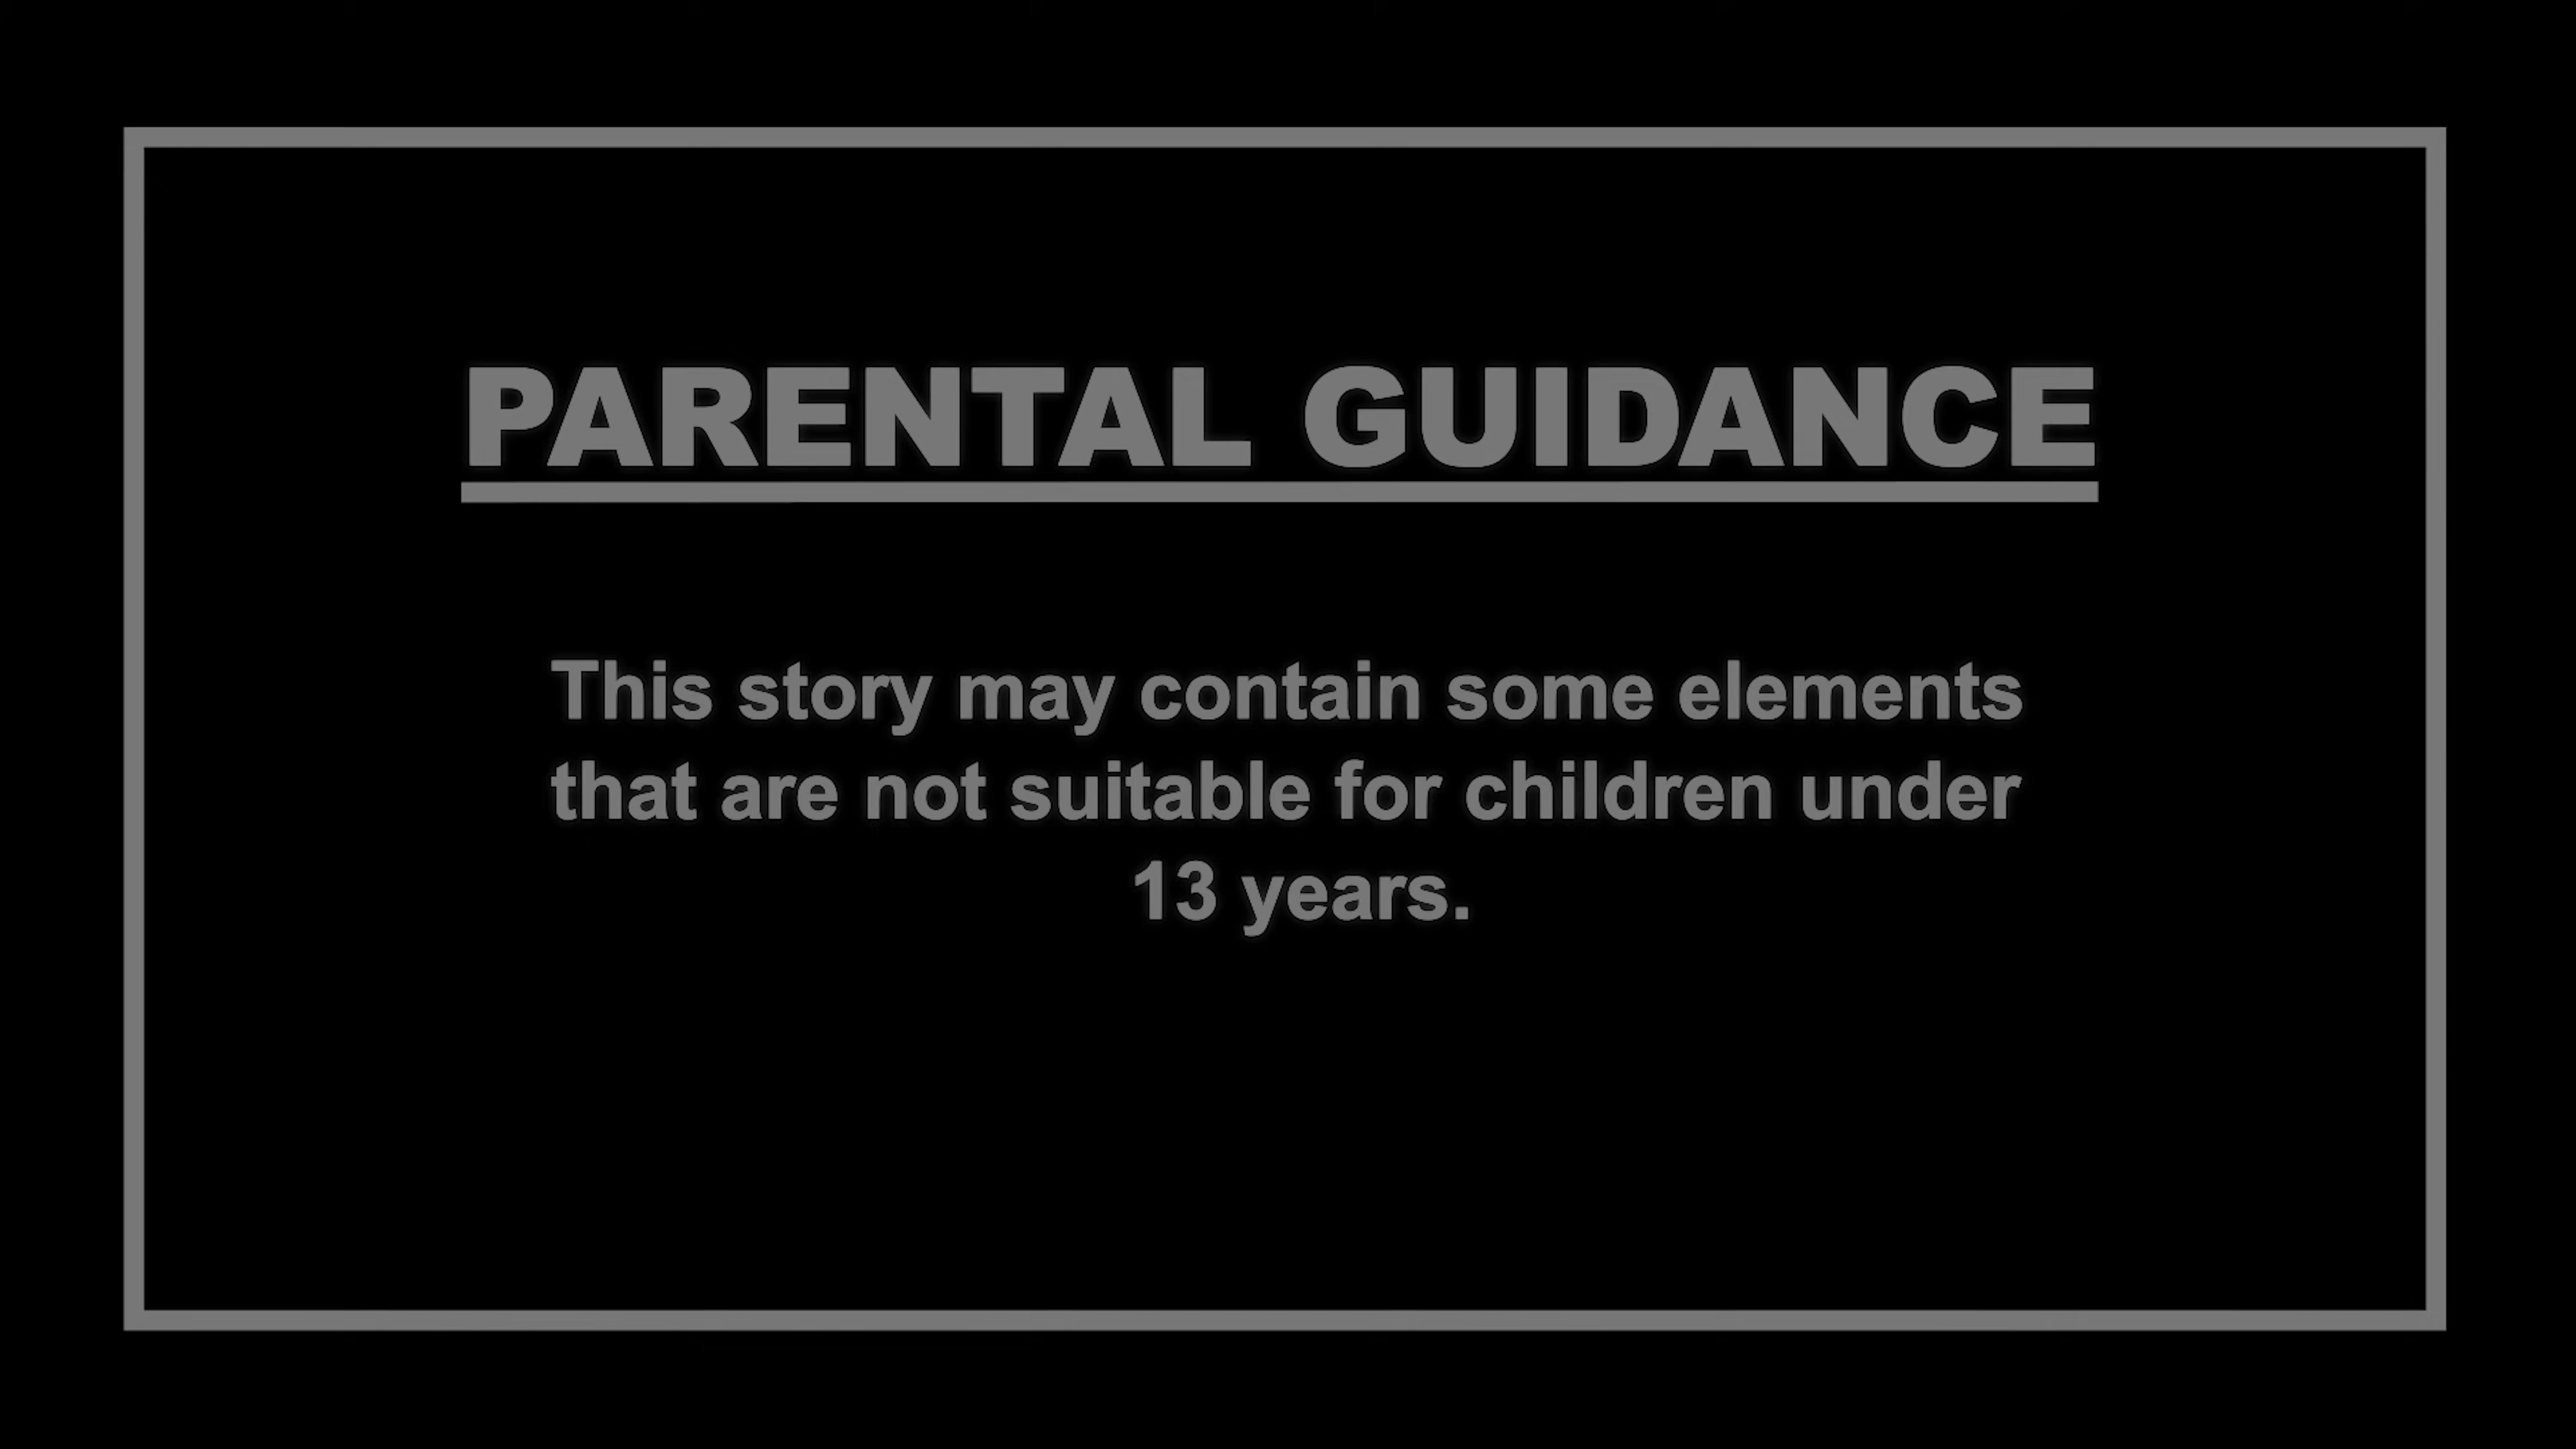 PARENTAL GUIDANCE
This story may contain some elements
that are not suitable for children under
13 years.